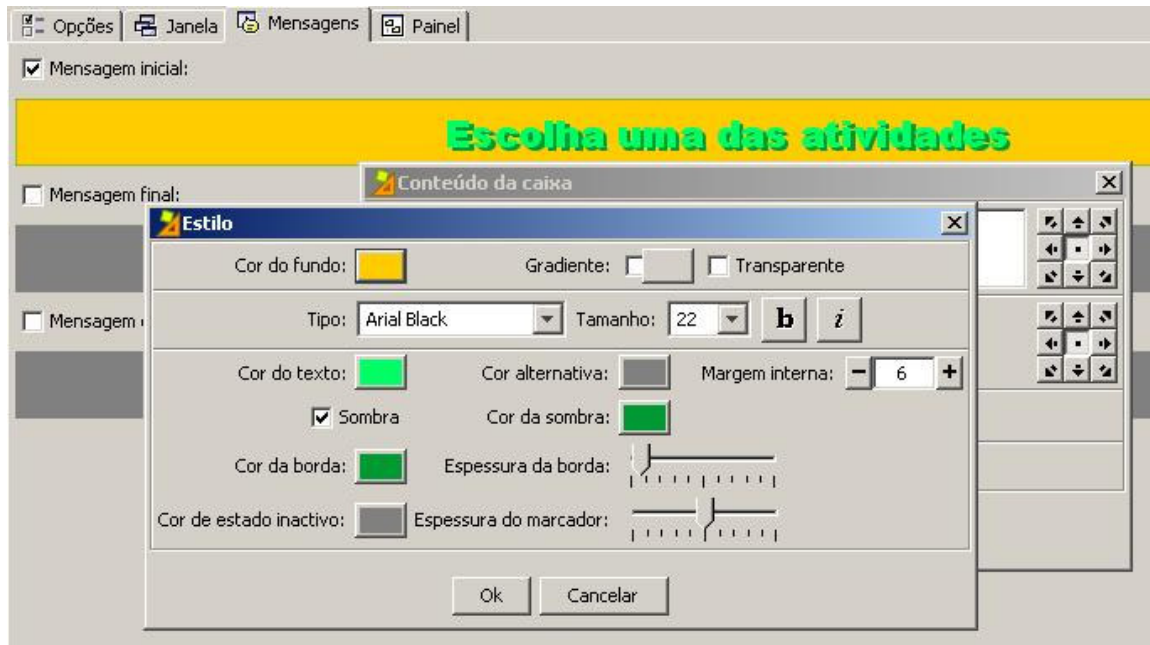 Opções Janela Mensagens Painel
Mensagem inicial:
Escolha uma das atividades
Mensagem final:
Conteúdo da caixa
Estilo
Cor do fundo: Gradiente: Transparente
Mensagem
Tipo: Arial Black Tamanho: 22 b i
Cor do texto: Cor alternativa: Margem interna: - 6 +
Sombra Cor da sombra:
Cor da borda: Espessura da borda:
Cor de estado inactivo: Espessura do marcador:
Ok Cancelar